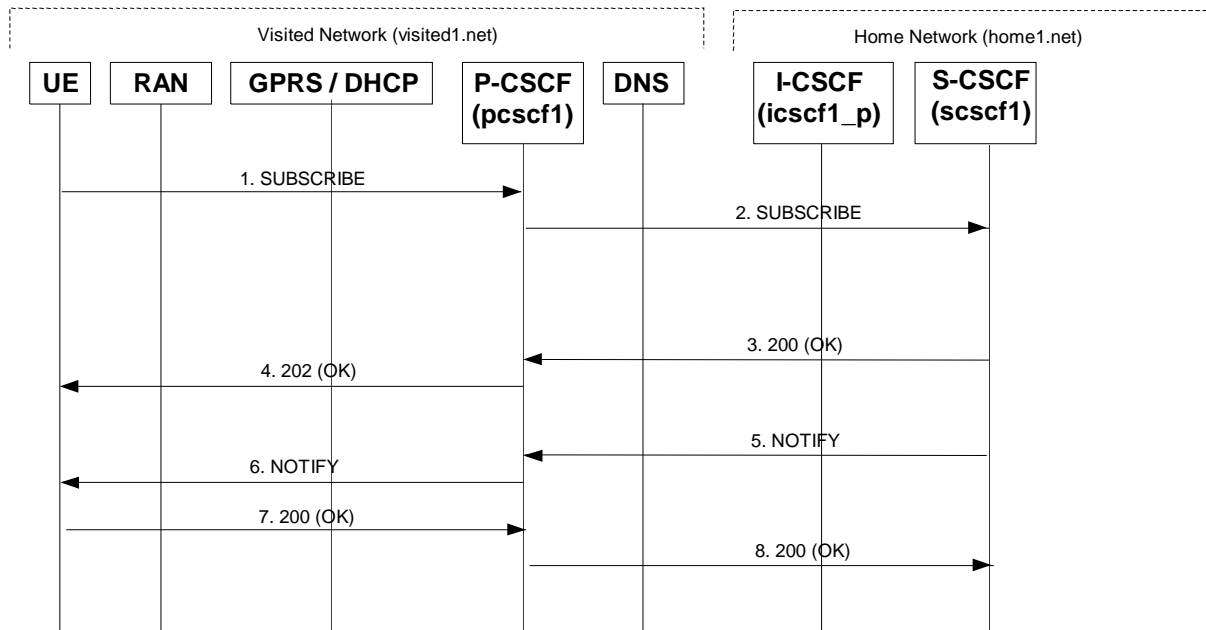 Visited Network (visited1.net)
Home Network (home1.net)
UE
RAN
GPRS / DHCP
P-CSCF
(pcscf1)
DNS
I-CSCF
(icscf1_p)
S-CSCF
(scscf1)
1. SUBSCRIBE
2. SUBSCRIBE
3. 200 (OK)
4. 202 (OK)
5. NOTIFY
6. NOTIFY
7. 200 (OK)
8. 200 (OK)